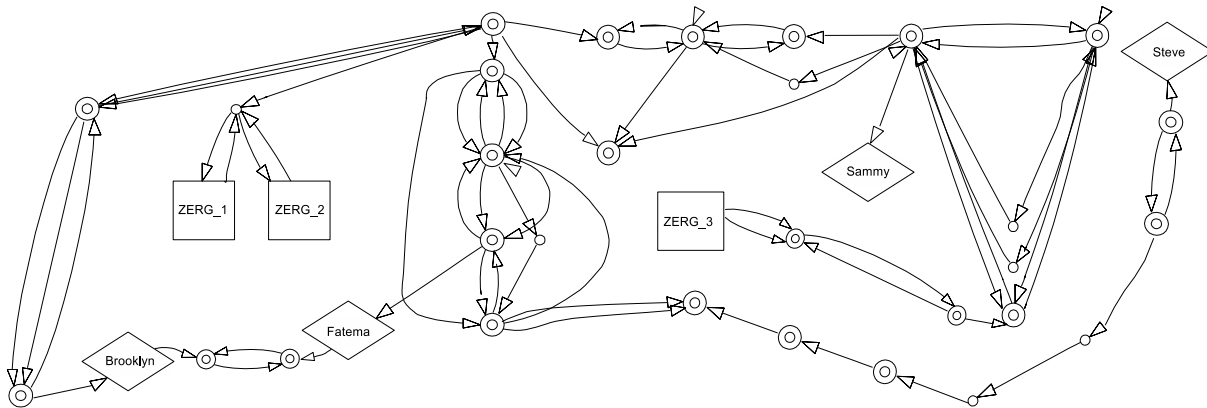 Steve
Sammy
ZERG_1
ZERG_2
ZERG_3
Fatema
Brooklyn